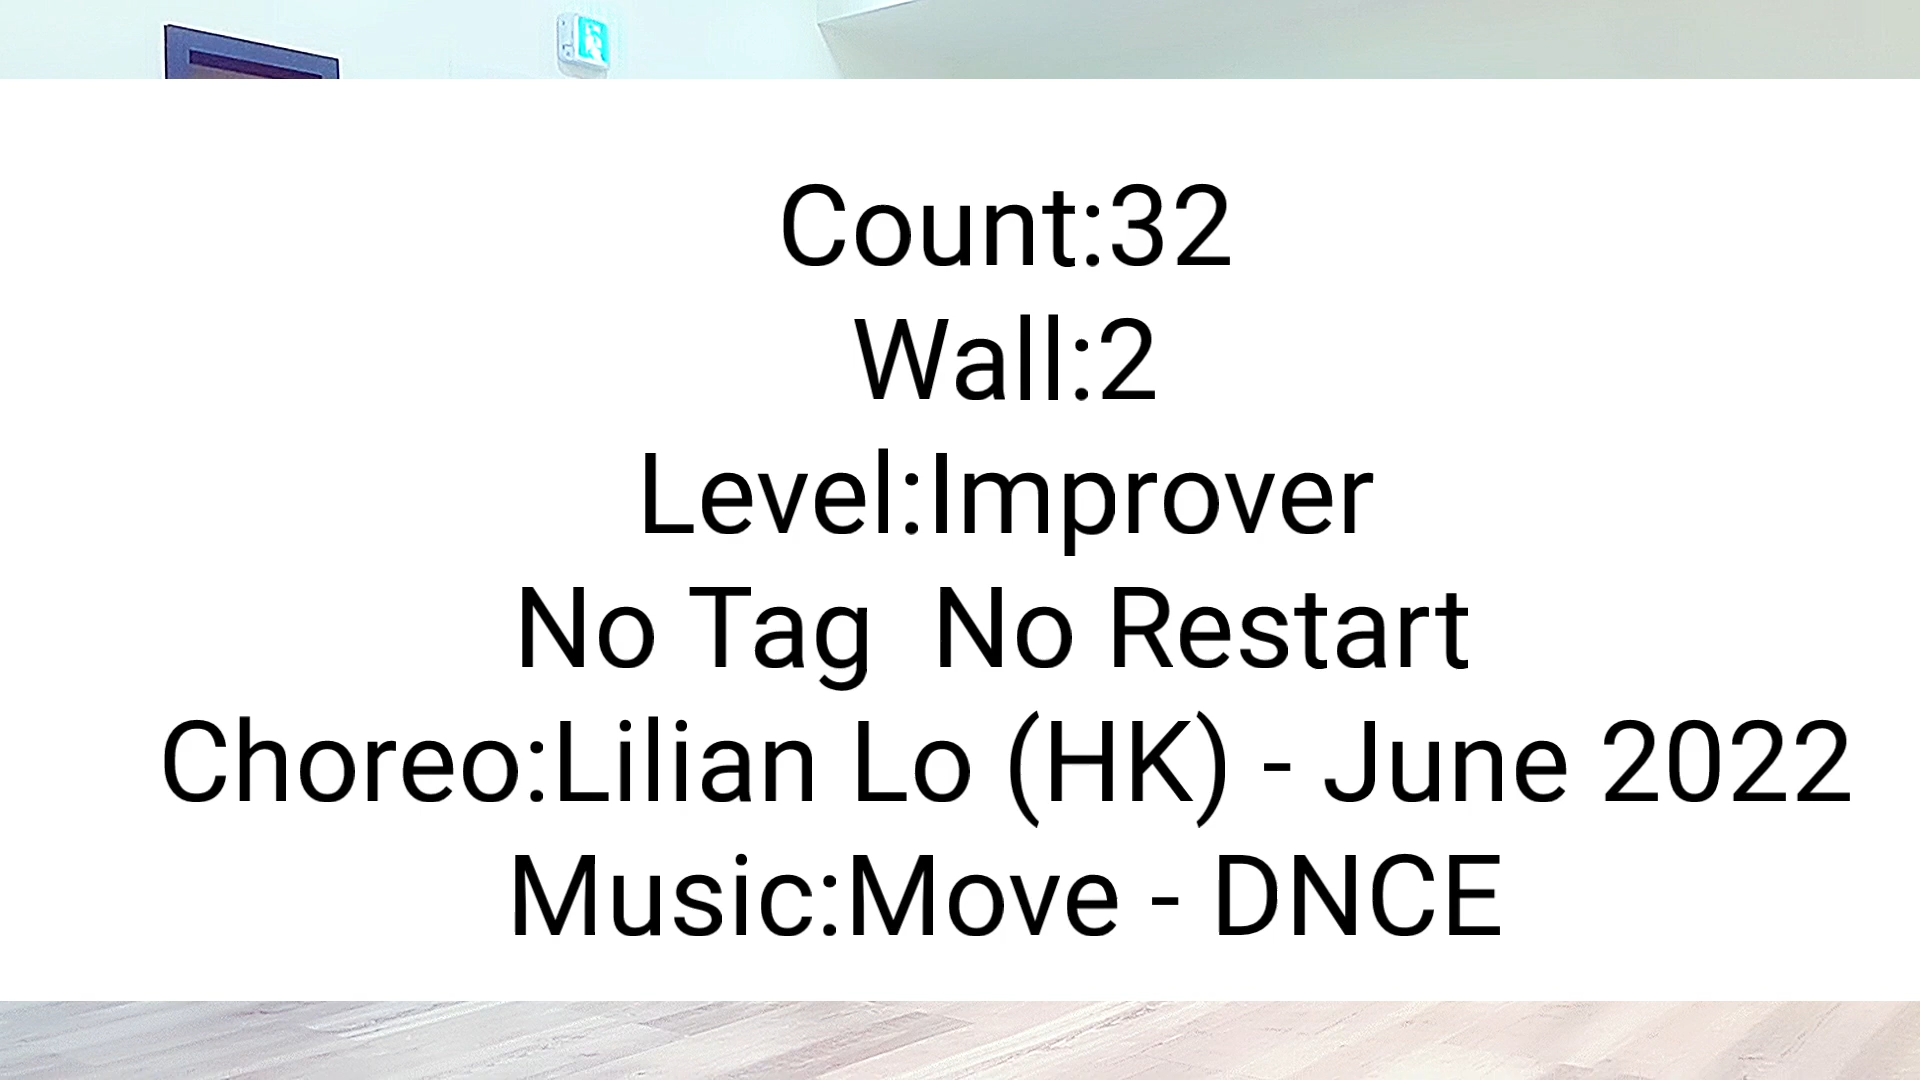 Count:32
Wall:2
Level:Improver
No Tag  No Restart
Choreo:Lilian Lo (HK) - June 2022
Music:Move - DNCE